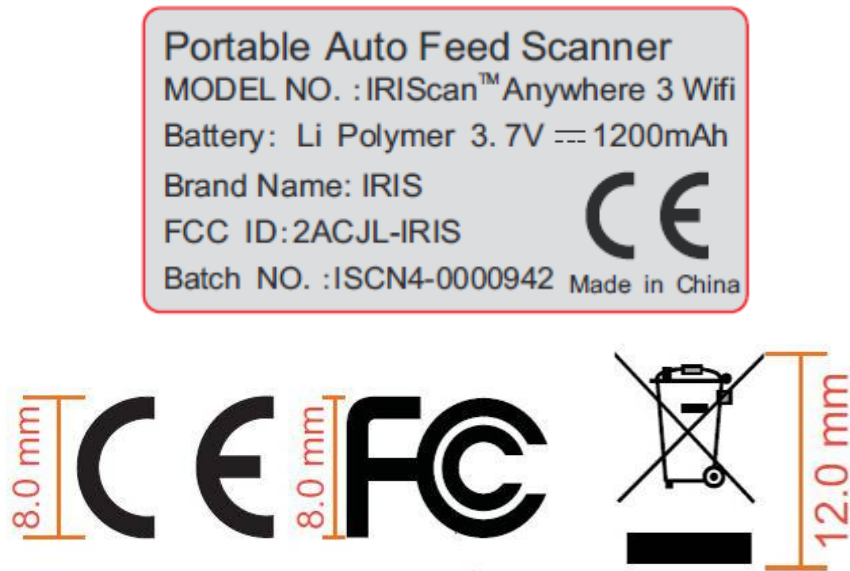 Portable Auto Feed Scanner
MODEL NO. :IRIScan™ Anywhere 3 Wifi
Battery: Li Polymer 3.7V ⎓ 1200mAh
Brand Name: IRIS
FCC ID:2ACJL-IRIS
Batch NO. :ISCN4-0000942
CE
Made in China
8.0 mm
CE
8.0 mm
FC
12.0 mm